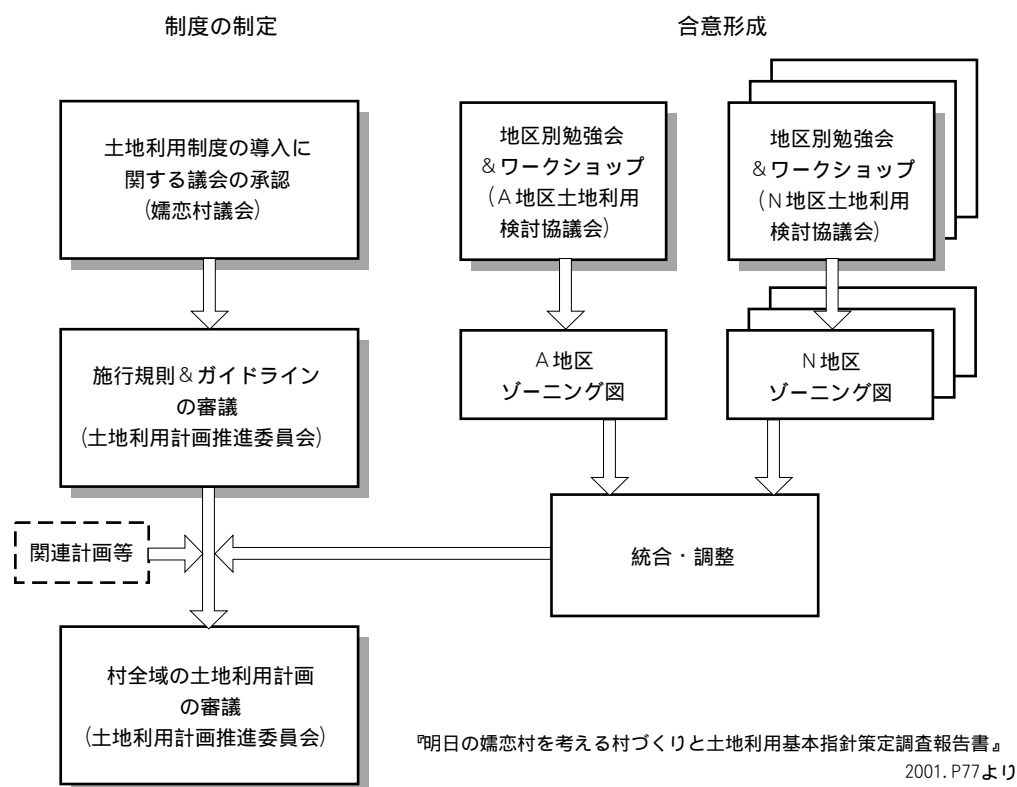 制度の制定
合意形成
土地利用制度の導入に
関する議会の承認
(嬬恋村議会)
地区別勉強会
&ワークショップ
(A地区土地利用
検討協議会)
地区別勉強会
&ワークショップ
(N地区土地利用
検討協議会)
施行規則&ガイドライン
の審議
(土地利用計画推進委員会)
A地区
ゾーニング図
N地区
ゾーニング図
関連計画等
統合・調整
村全域の土地利用計画
の審議
(土地利用計画推進委員会)
『明日の嬬恋村を考える村づくりと土地利用基本指針策定調査報告書』
2001. P77より